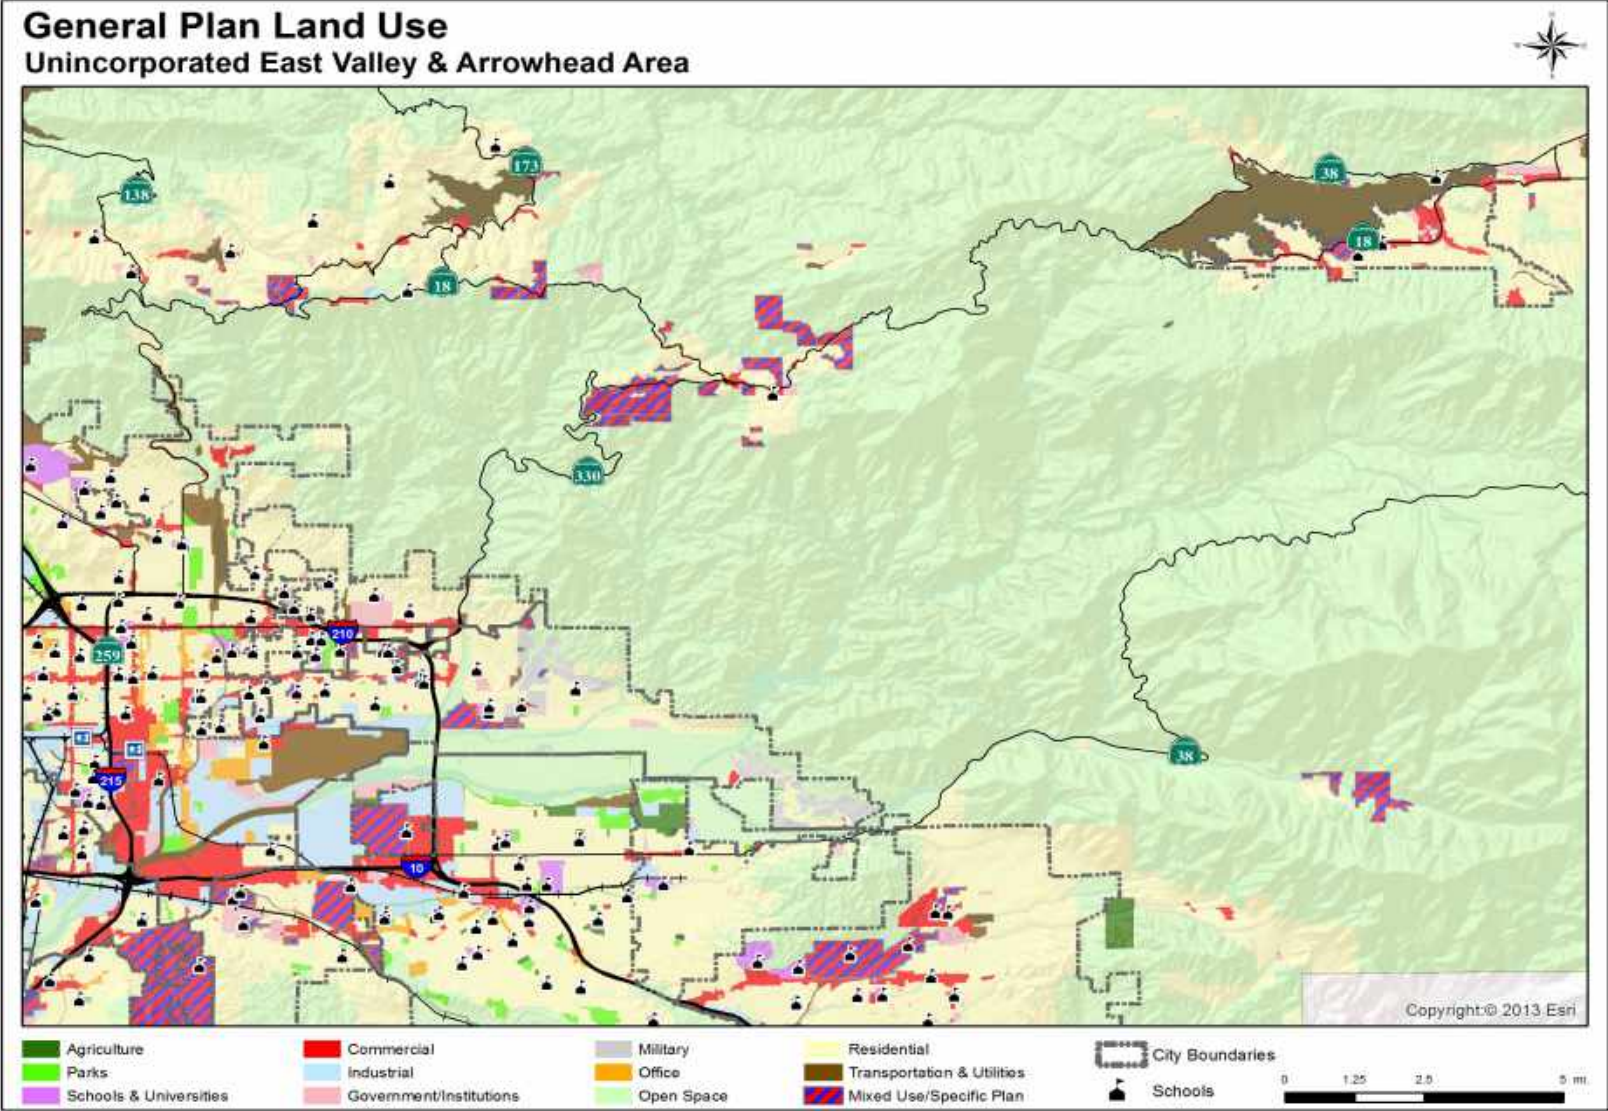 General Plan Land Use
Unincorporated East Valley & Arrowhead Area
173
38
138
18
18
330
210
259
215
38
10
Copyright:© 2013 Esri
Agriculture
Commercial
Military
Residential
City Boundaries
Parks
Industrial
Office
Transportation & Utilities
Schools & Universities
Government/Institutions
Open Space
Mixed Use/Specific Plan
Schools
0 1.25 2.5 5 mi.